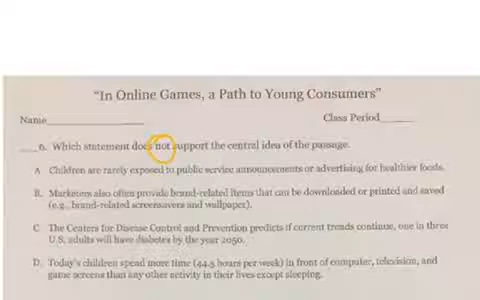 “In Online Games, a Path to Young Consumers”
Name____________________ Class Period_______
____6. Which statement does not support the central idea of the passage.
A. Children are rarely exposed to public service announcements or advertising for healthier foods.
B. Marketers also often provide brand-related items that can be downloaded or printed and saved
(e.g., brand-related screensavers and wallpaper).
C. The Centers for Disease Control and Prevention predicts if current trends continue, one in three
U.S. adults will have diabetes by the year 2050.
D. Today's children spend more time (44.5 hours per week) in front of computer, television, and
game screens than any other activity in their lives except sleeping.